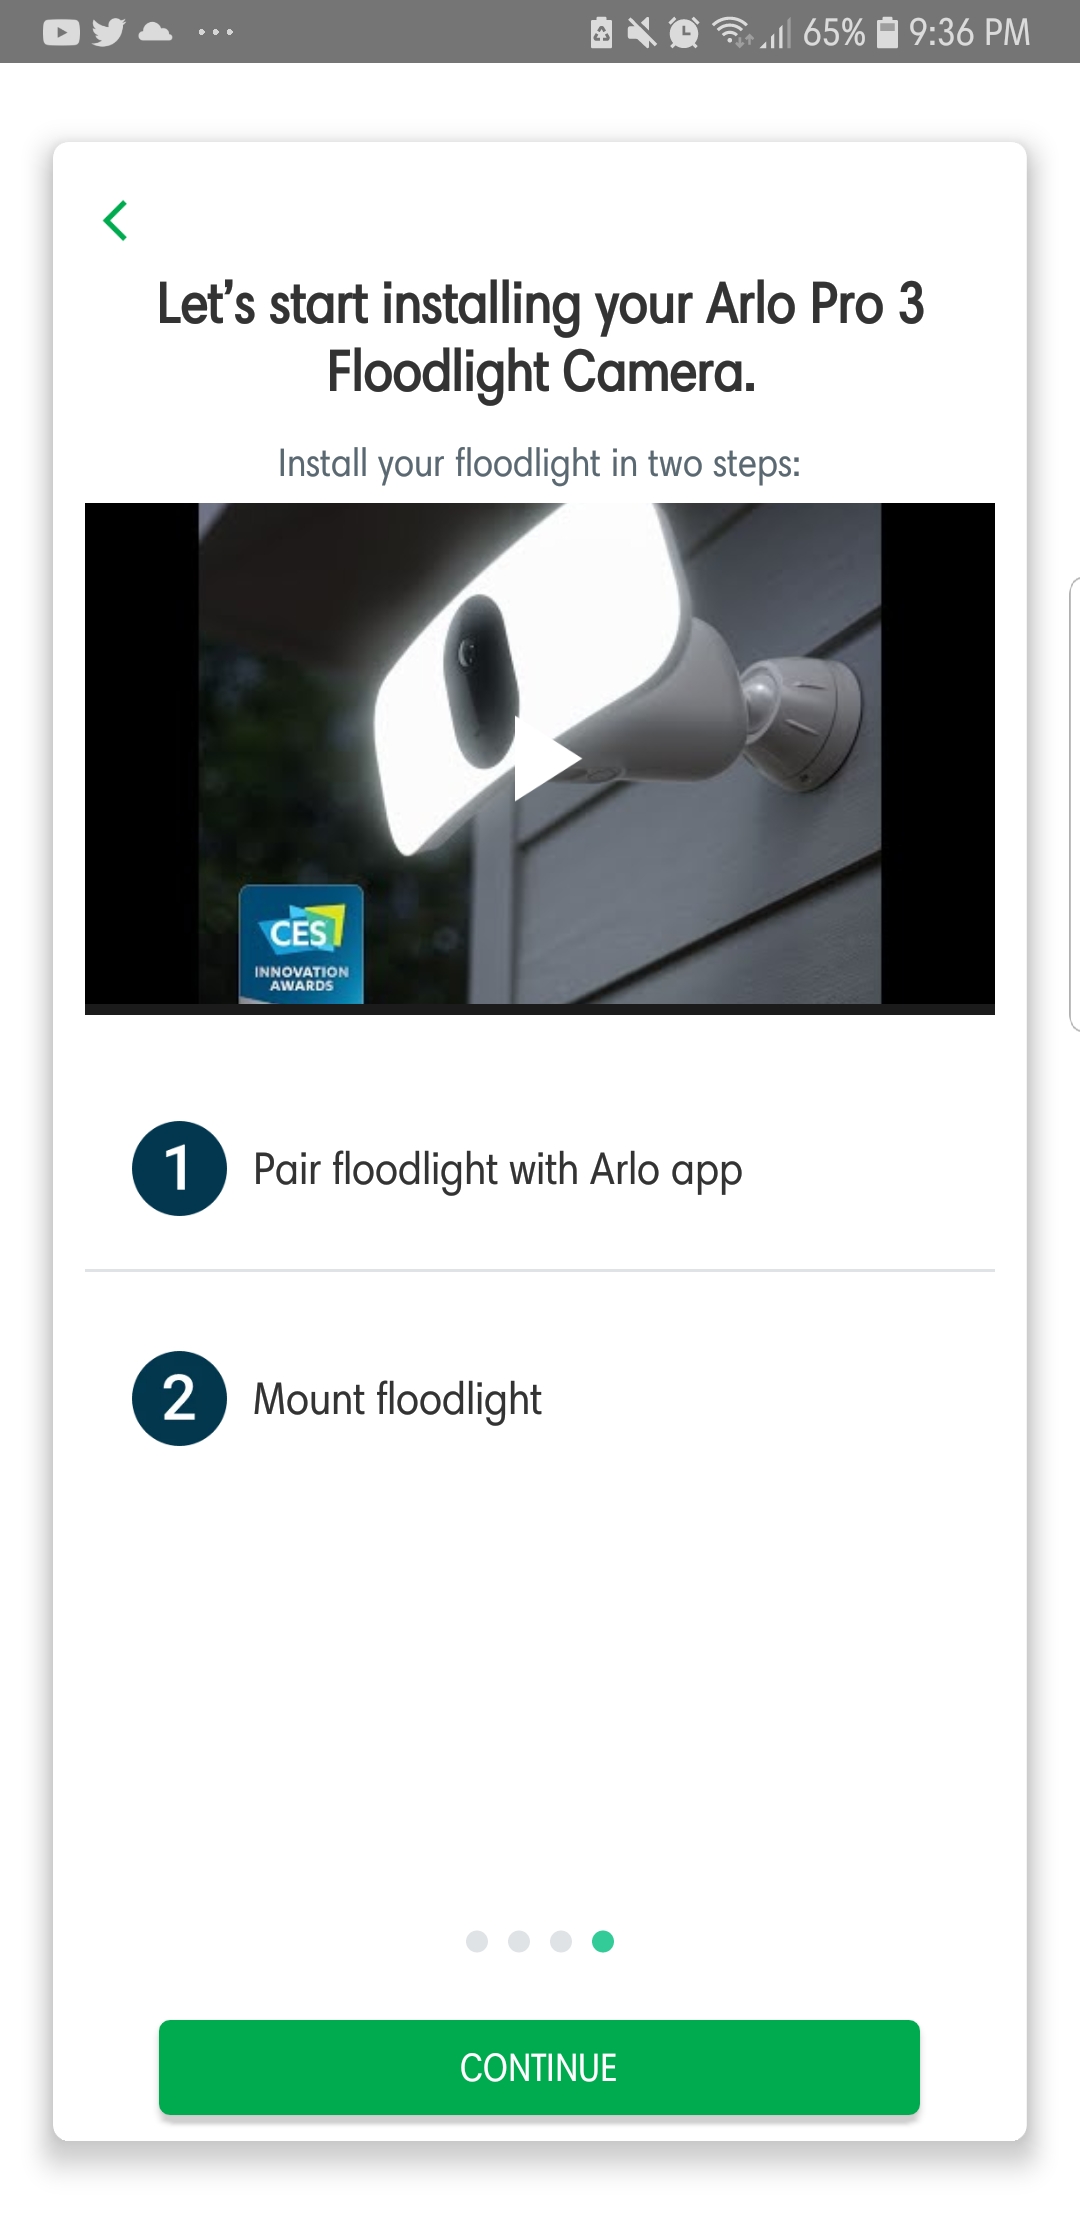 65% 9:36 PM
Let's start installing your Arlo Pro 3
Floodlight Camera.
Install your floodlight in two steps:
CES
INNOVATION
AWARDS
1 Pair floodlight with Arlo app
2 Mount floodlight
CONTINUE